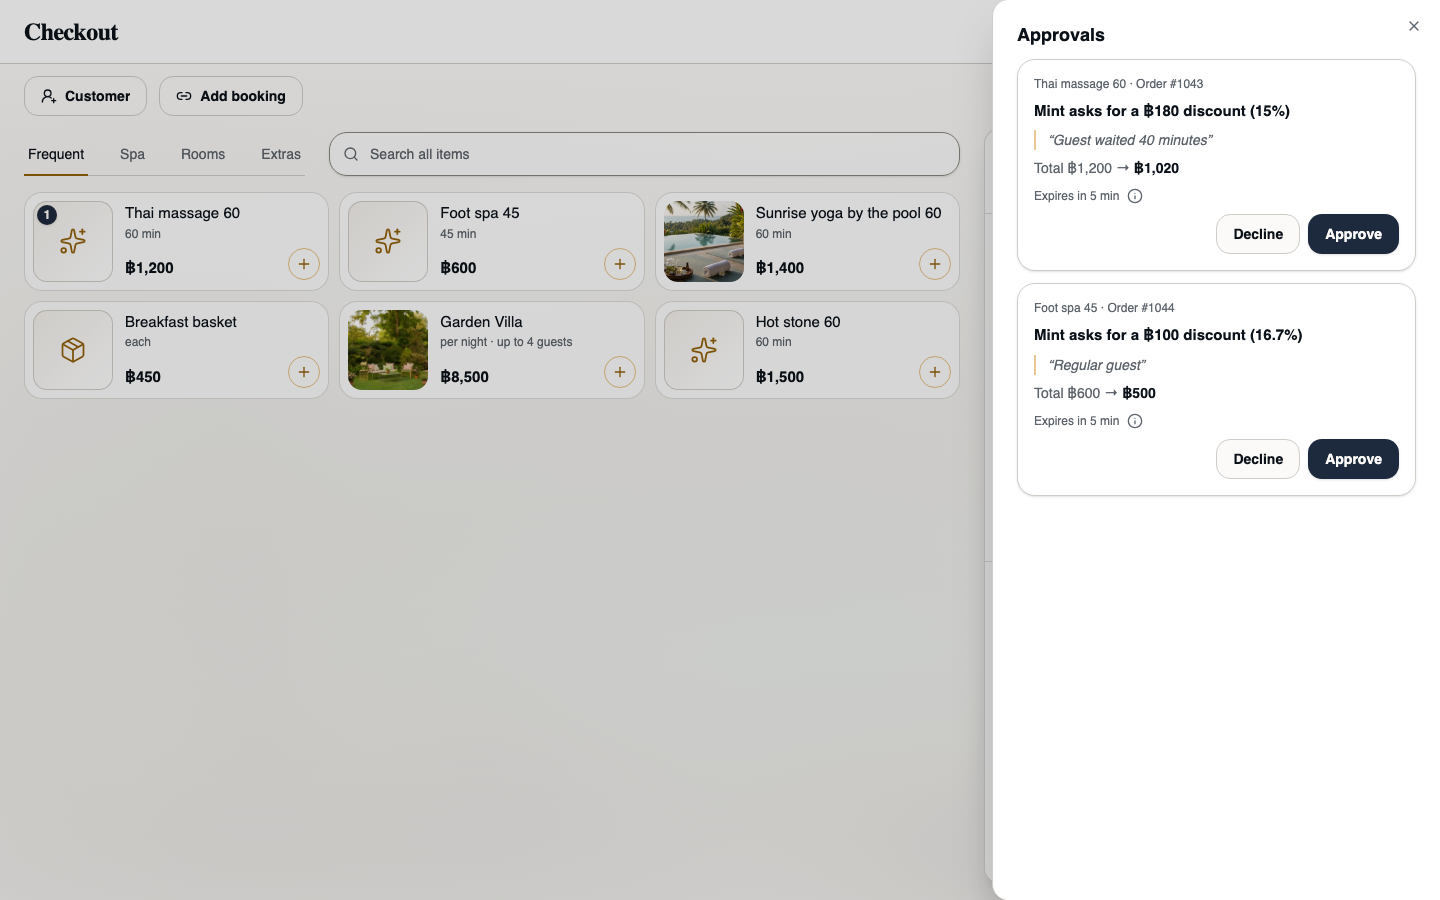 Checkout
Customer
Add booking
Frequent
Spa
Rooms
Extras
Search all items
1
Thai massage 60
60 min
฿1,200
Foot spa 45
45 min
฿600
Sunrise yoga by the pool 60
60 min
฿1,400
Breakfast basket
each
฿450
Garden Villa
per night · up to 4 guests
฿8,500
Hot stone 60
60 min
฿1,500
Approvals
Thai massage 60 · Order #1043
Mint asks for a ฿180 discount (15%)
“Guest waited 40 minutes”
Total ฿1,200 → ฿1,020
Expires in 5 min
Decline
Approve
Foot spa 45 · Order #1044
Mint asks for a ฿100 discount (16.7%)
“Regular guest”
Total ฿600 → ฿500
Expires in 5 min
Decline
Approve